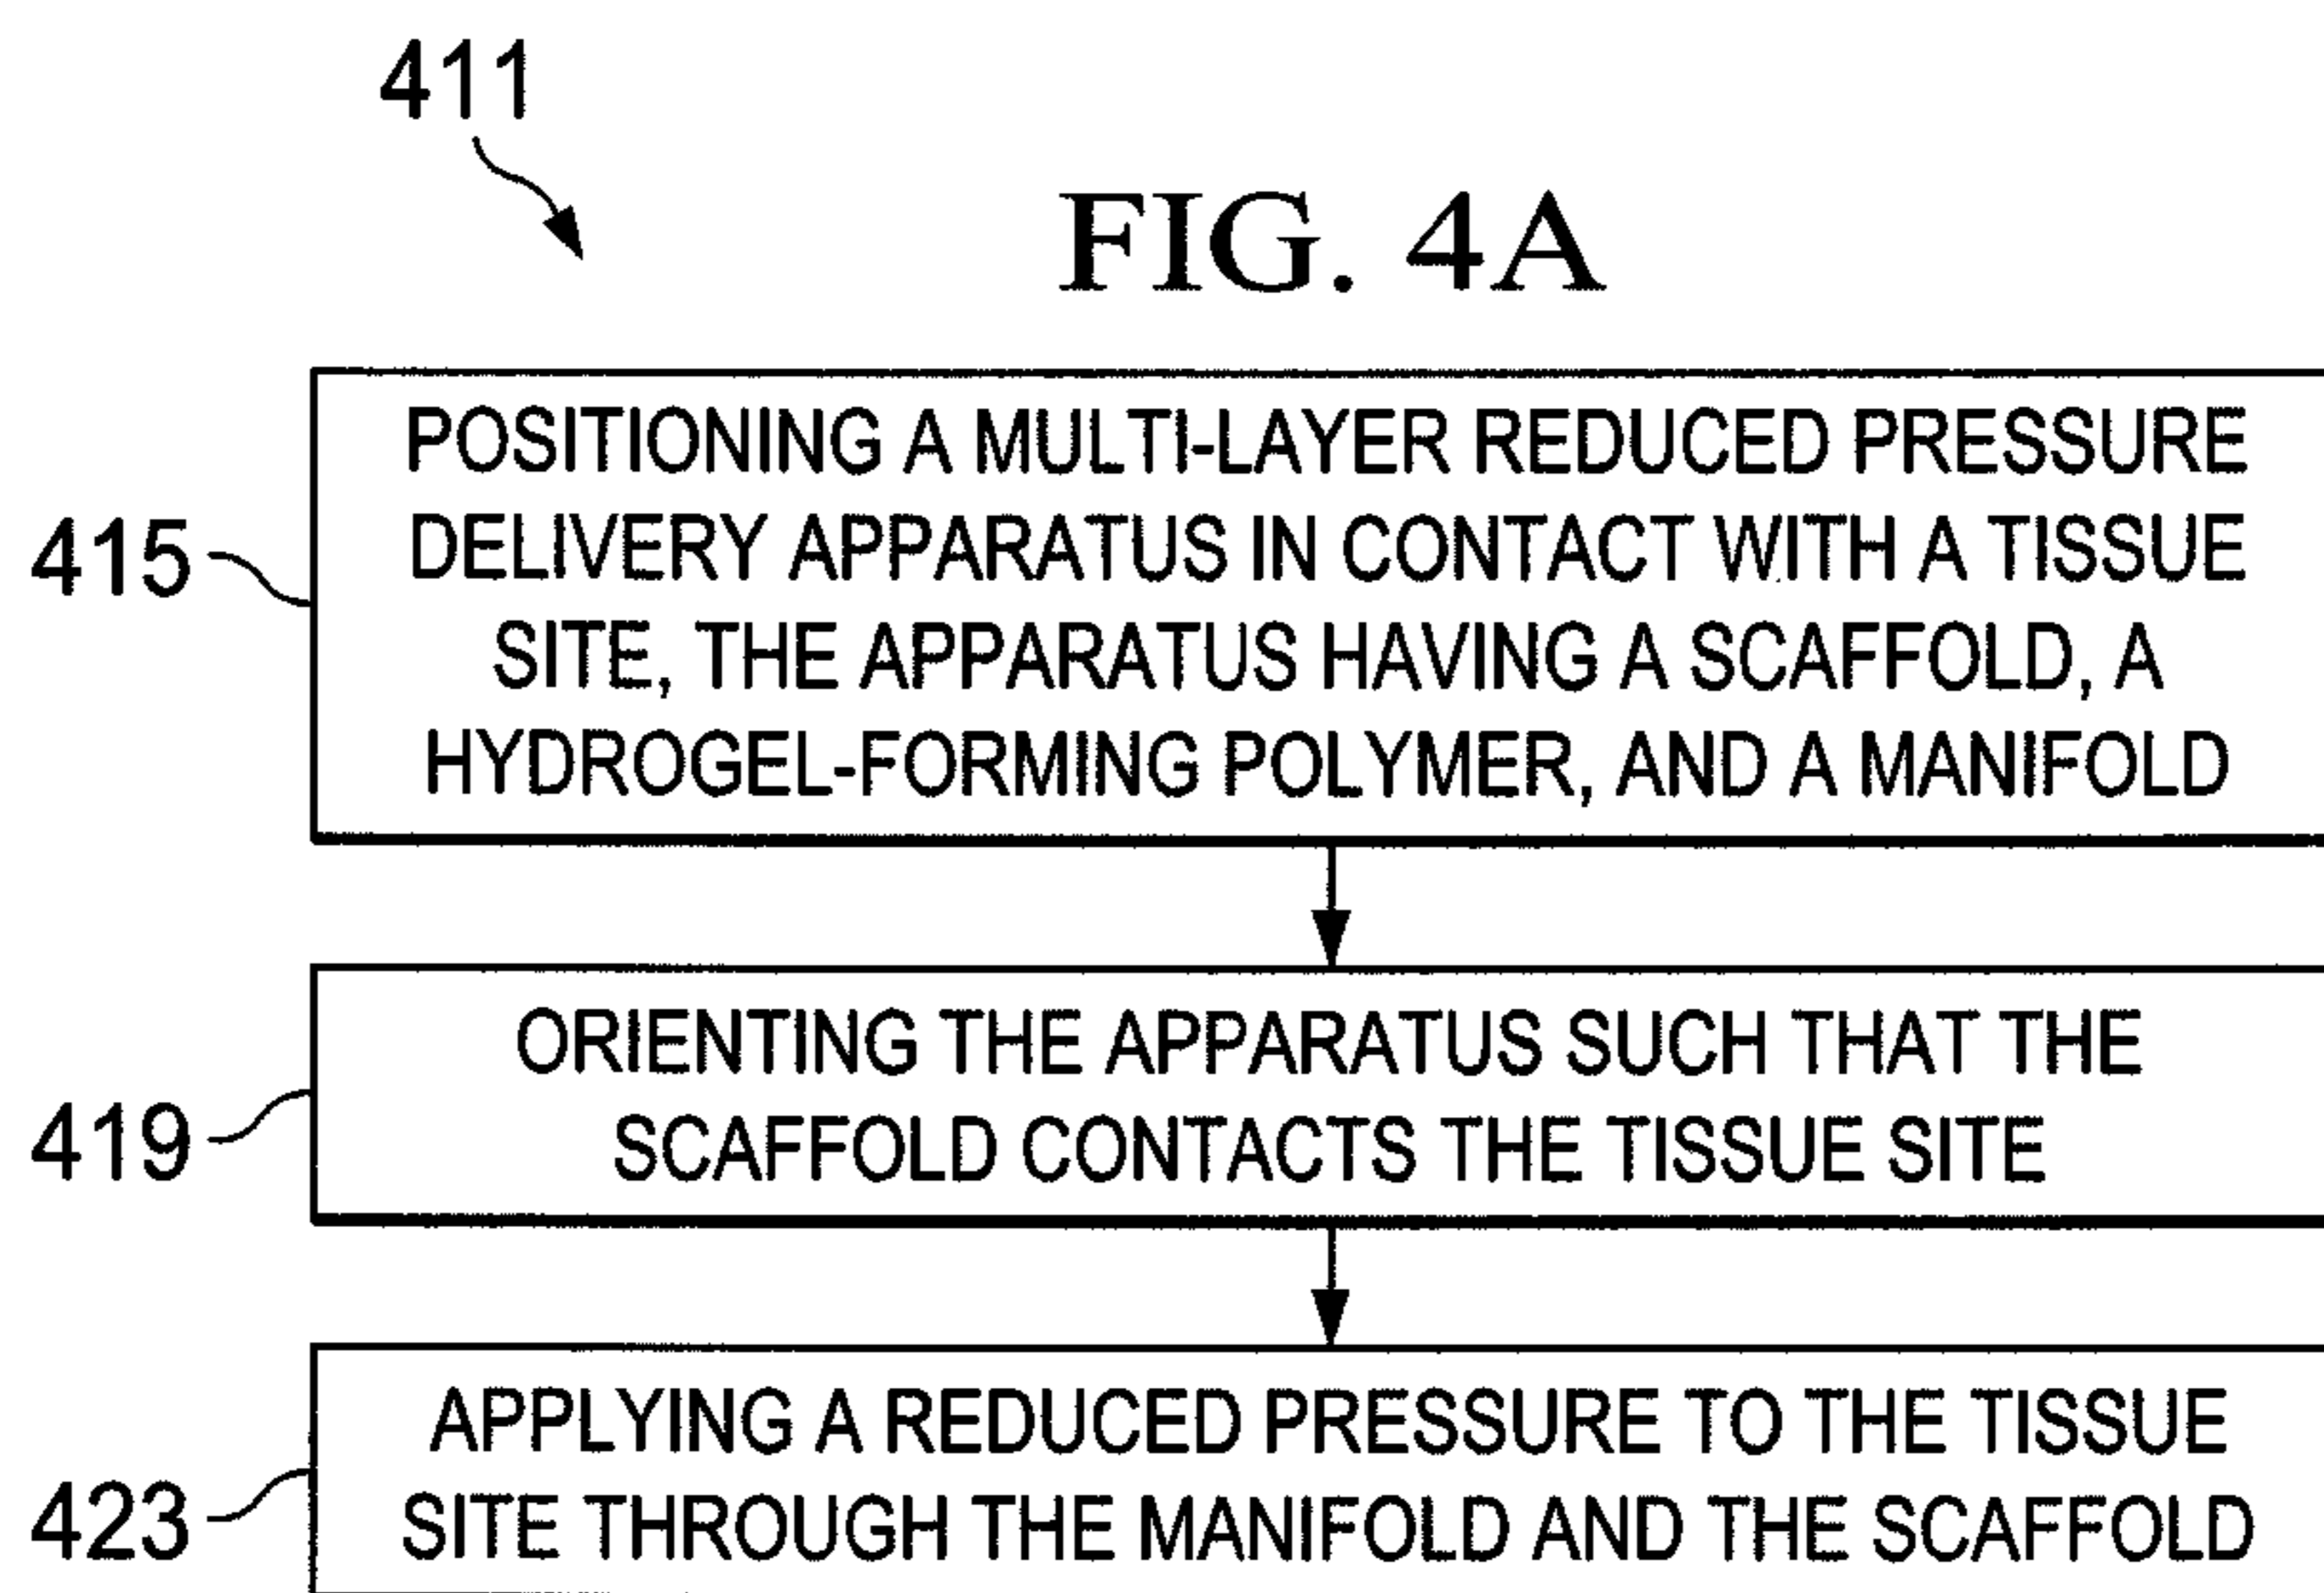 411
FIG. 4A
415
POSITIONING A MULTI-LAYER REDUCED PRESSURE
DELIVERY APPARATUS IN CONTACT WITH A TISSUE
SITE, THE APPARATUS HAVING A SCAFFOLD, A
HYDROGEL-FORMING POLYMER, AND A MANIFOLD
419
ORIENTING THE APPARATUS SUCH THAT THE
SCAFFOLD CONTACTS THE TISSUE SITE
423
APPLYING A REDUCED PRESSURE TO THE TISSUE
SITE THROUGH THE MANIFOLD AND THE SCAFFOLD